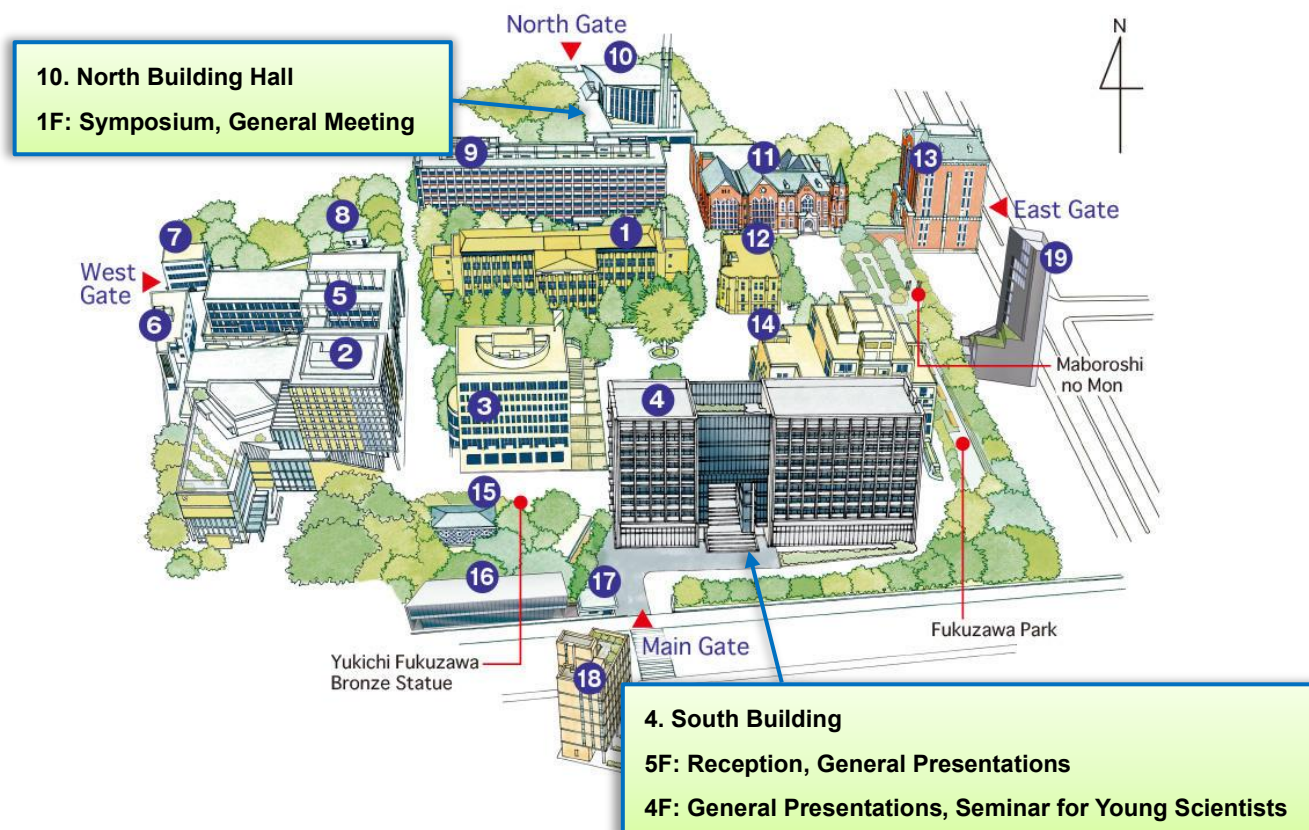 North Gate
N
10. North Building Hall
1F: Symposium, General Meeting
10
9
11
13
East Gate
8
1
12
7
19
West
Gate
5
6
14
2
Maboroshi
no Mon
3
4
15
16
17
Main Gate
Fukuzawa Park
Yukichi Fukuzawa
Bronze Statue
18
4. South Building
5F: Reception, General Presentations
4F: General Presentations, Seminar for Young Scientists